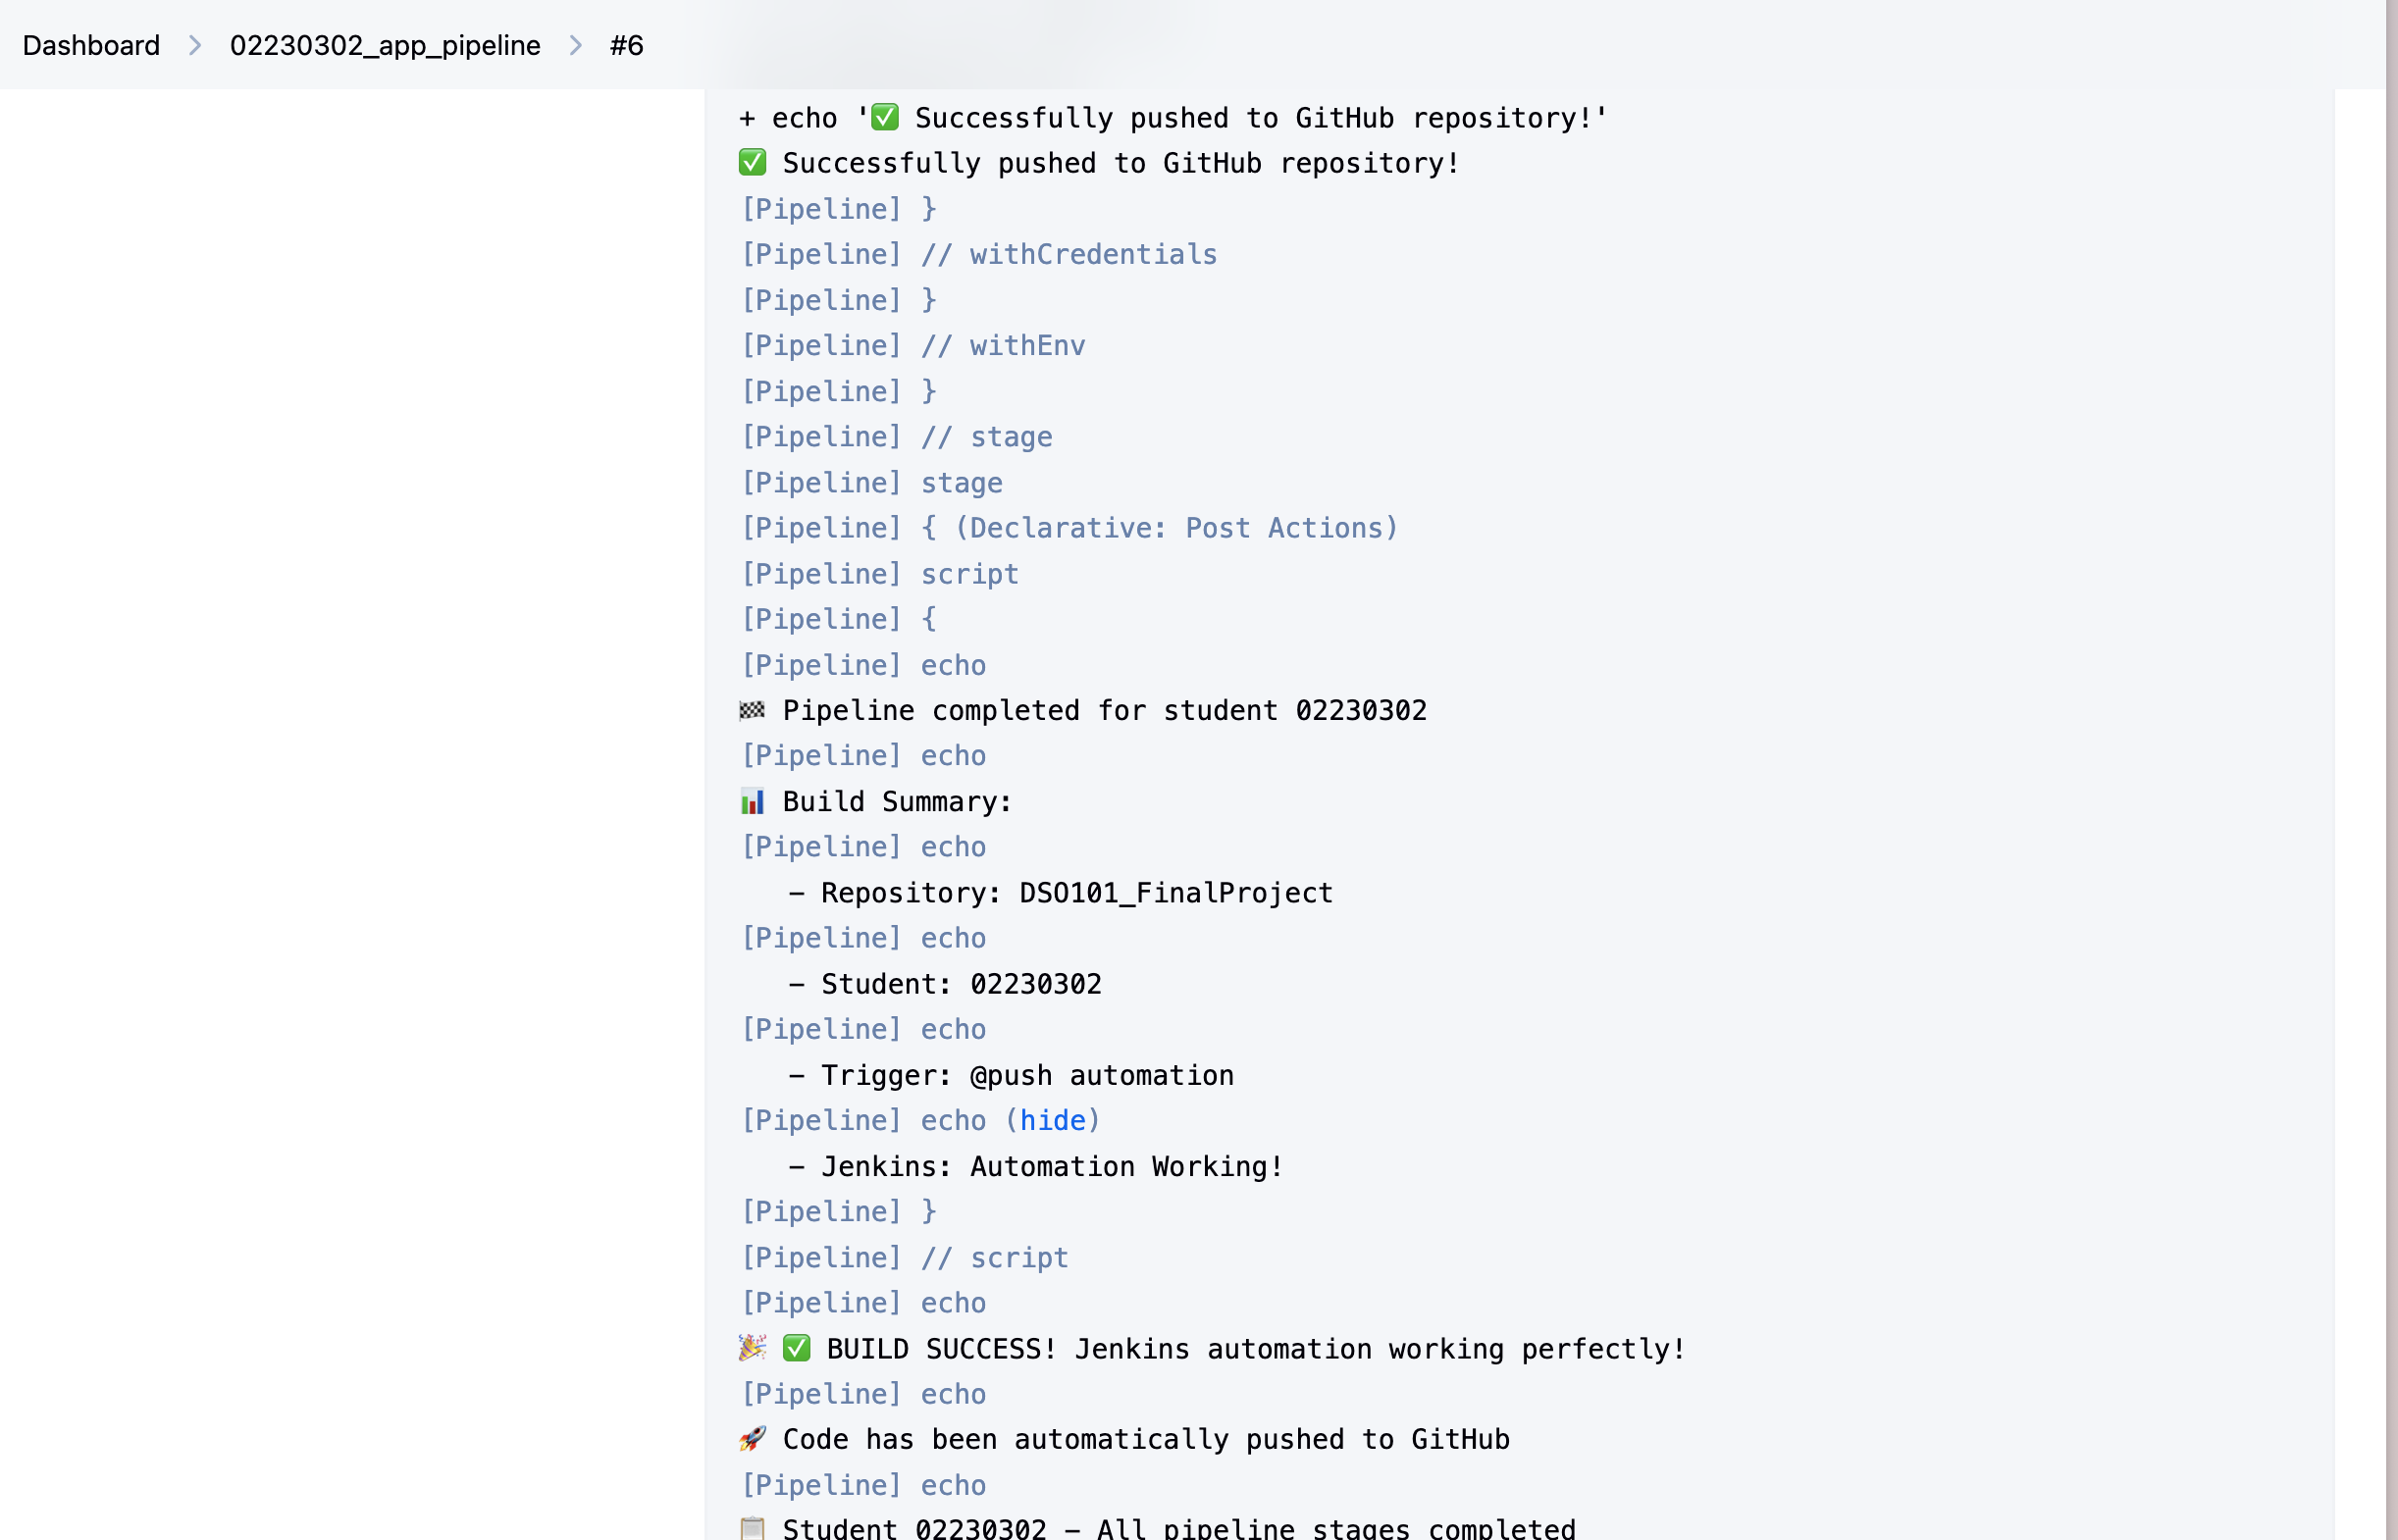 Dashboard > 02230302_app_pipeline > #6
+ echo '✅ Successfully pushed to GitHub repository!'
✅ Successfully pushed to GitHub repository!
[Pipeline] }
[Pipeline] // withCredentials
[Pipeline] }
[Pipeline] // withEnv
[Pipeline] }
[Pipeline] // stage
[Pipeline] stage
[Pipeline] { (Declarative: Post Actions)
[Pipeline] script
[Pipeline] {
[Pipeline] echo
🏁 Pipeline completed for student 02230302
[Pipeline] echo
📊 Build Summary:
[Pipeline] echo
   - Repository: DSO101_FinalProject
[Pipeline] echo
   - Student: 02230302
[Pipeline] echo
   - Trigger: @push automation
[Pipeline] echo (hide)
   - Jenkins: Automation Working!
[Pipeline] }
[Pipeline] // script
[Pipeline] echo
🎉 ✅ BUILD SUCCESS! Jenkins automation working perfectly!
[Pipeline] echo
🚀 Code has been automatically pushed to GitHub
[Pipeline] echo
📋 Student 02230302 - All pipeline stages completed